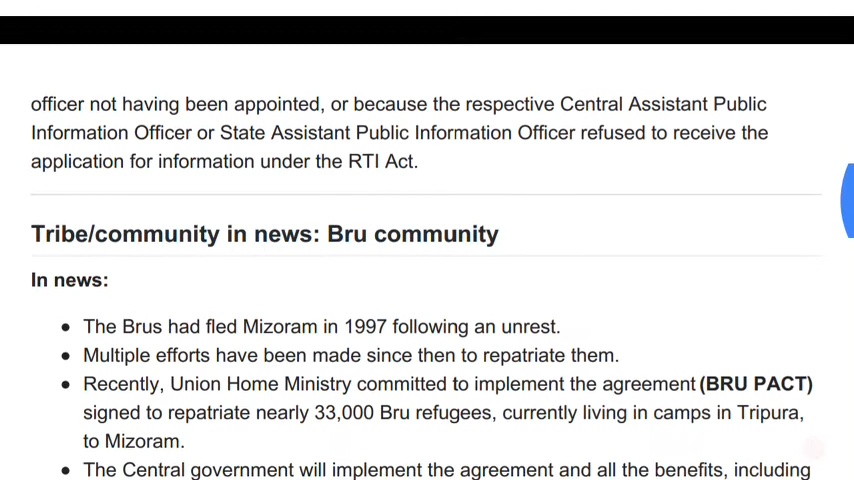 officer not having been appointed, or because the respective Central Assistant Public
Information Officer or State Assistant Public Information Officer refused to receive the
application for information under the RTI Act.
Tribe/community in news: Bru community
In news:
● The Brus had fled Mizoram in 1997 following an unrest.
● Multiple efforts have been made since then to repatriate them.
● Recently, Union Home Ministry committed to implement the agreement (BRU PACT)
signed to repatriate nearly 33,000 Bru refugees, currently living in camps in Tripura,
to Mizoram.
● The Central government will implement the agreement and all the benefits, including